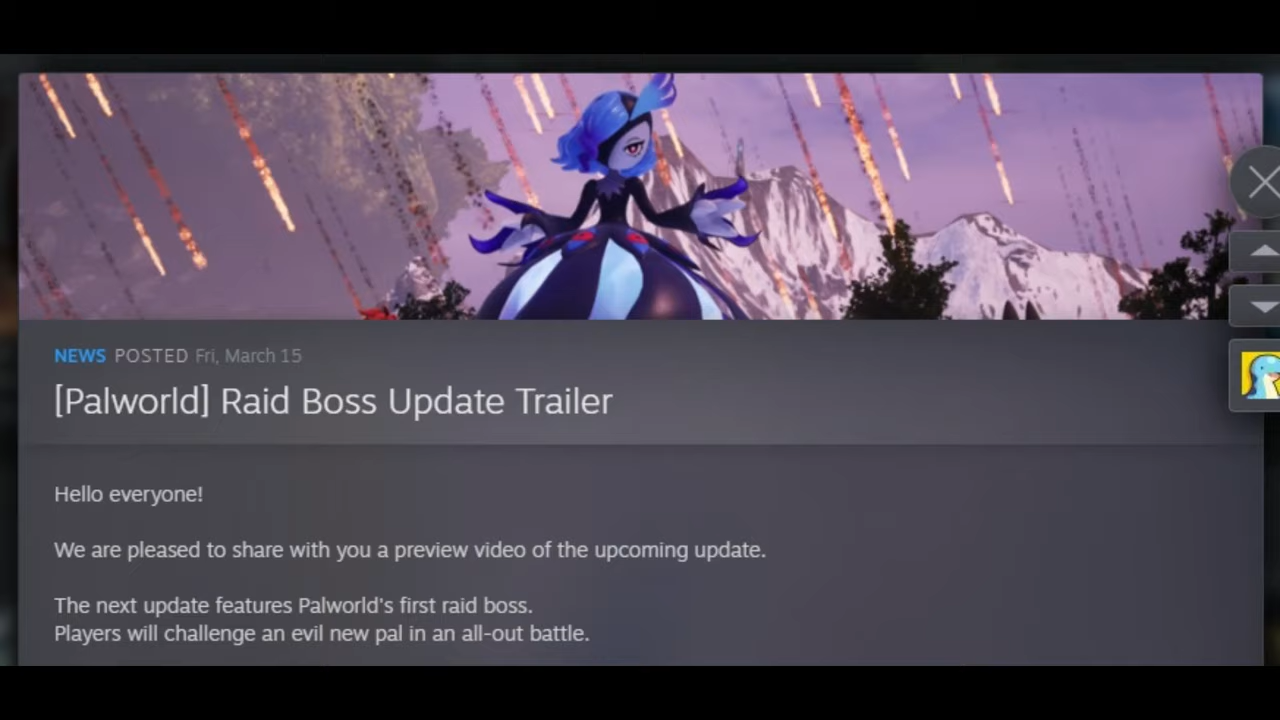 NEWS POSTED Fri, March 15
[Palworld] Raid Boss Update Trailer
Hello everyone!
We are pleased to share with you a preview video of the upcoming update.
The next update features Palworld's first raid boss.
Players will challenge an evil new pal in an all-out battle.